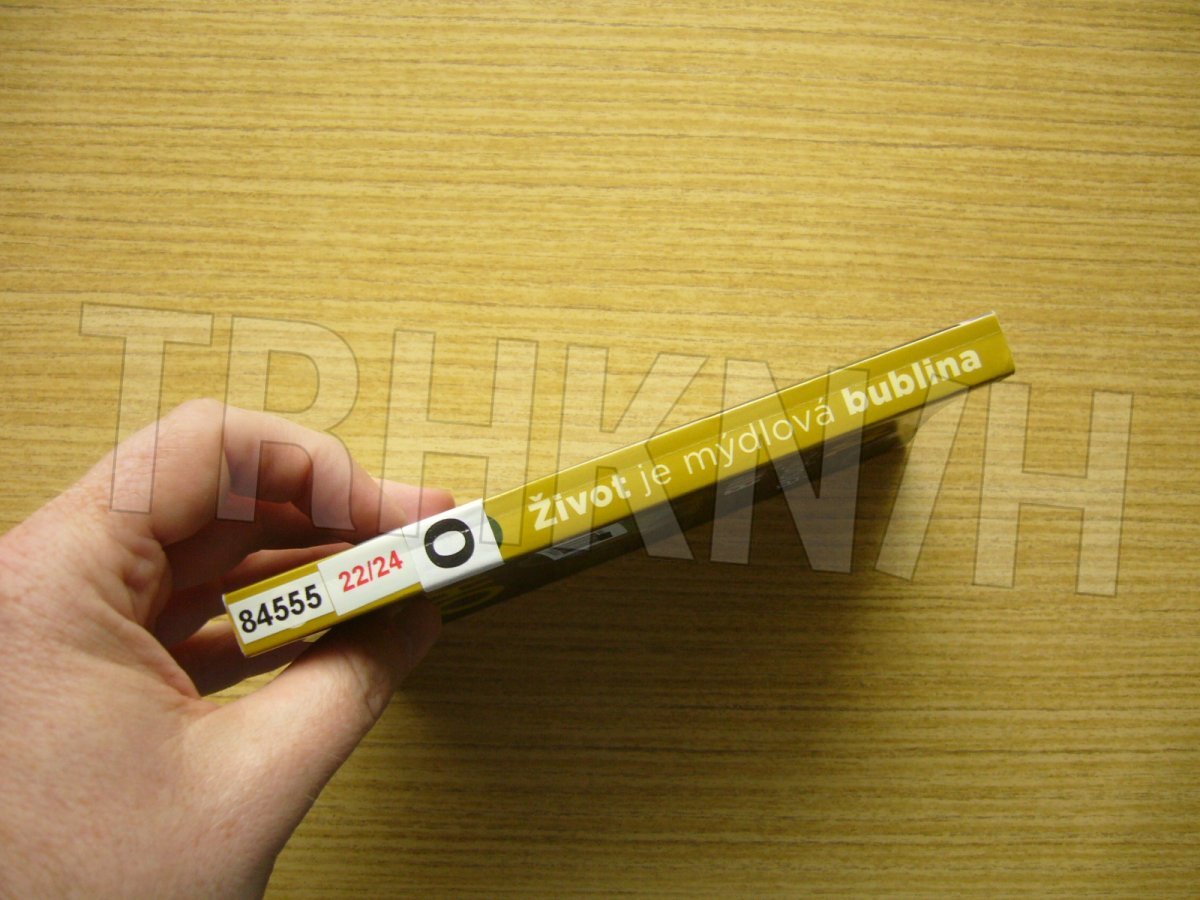 TRHKNIH
84555
22/24
O
život je mýdlová bublina